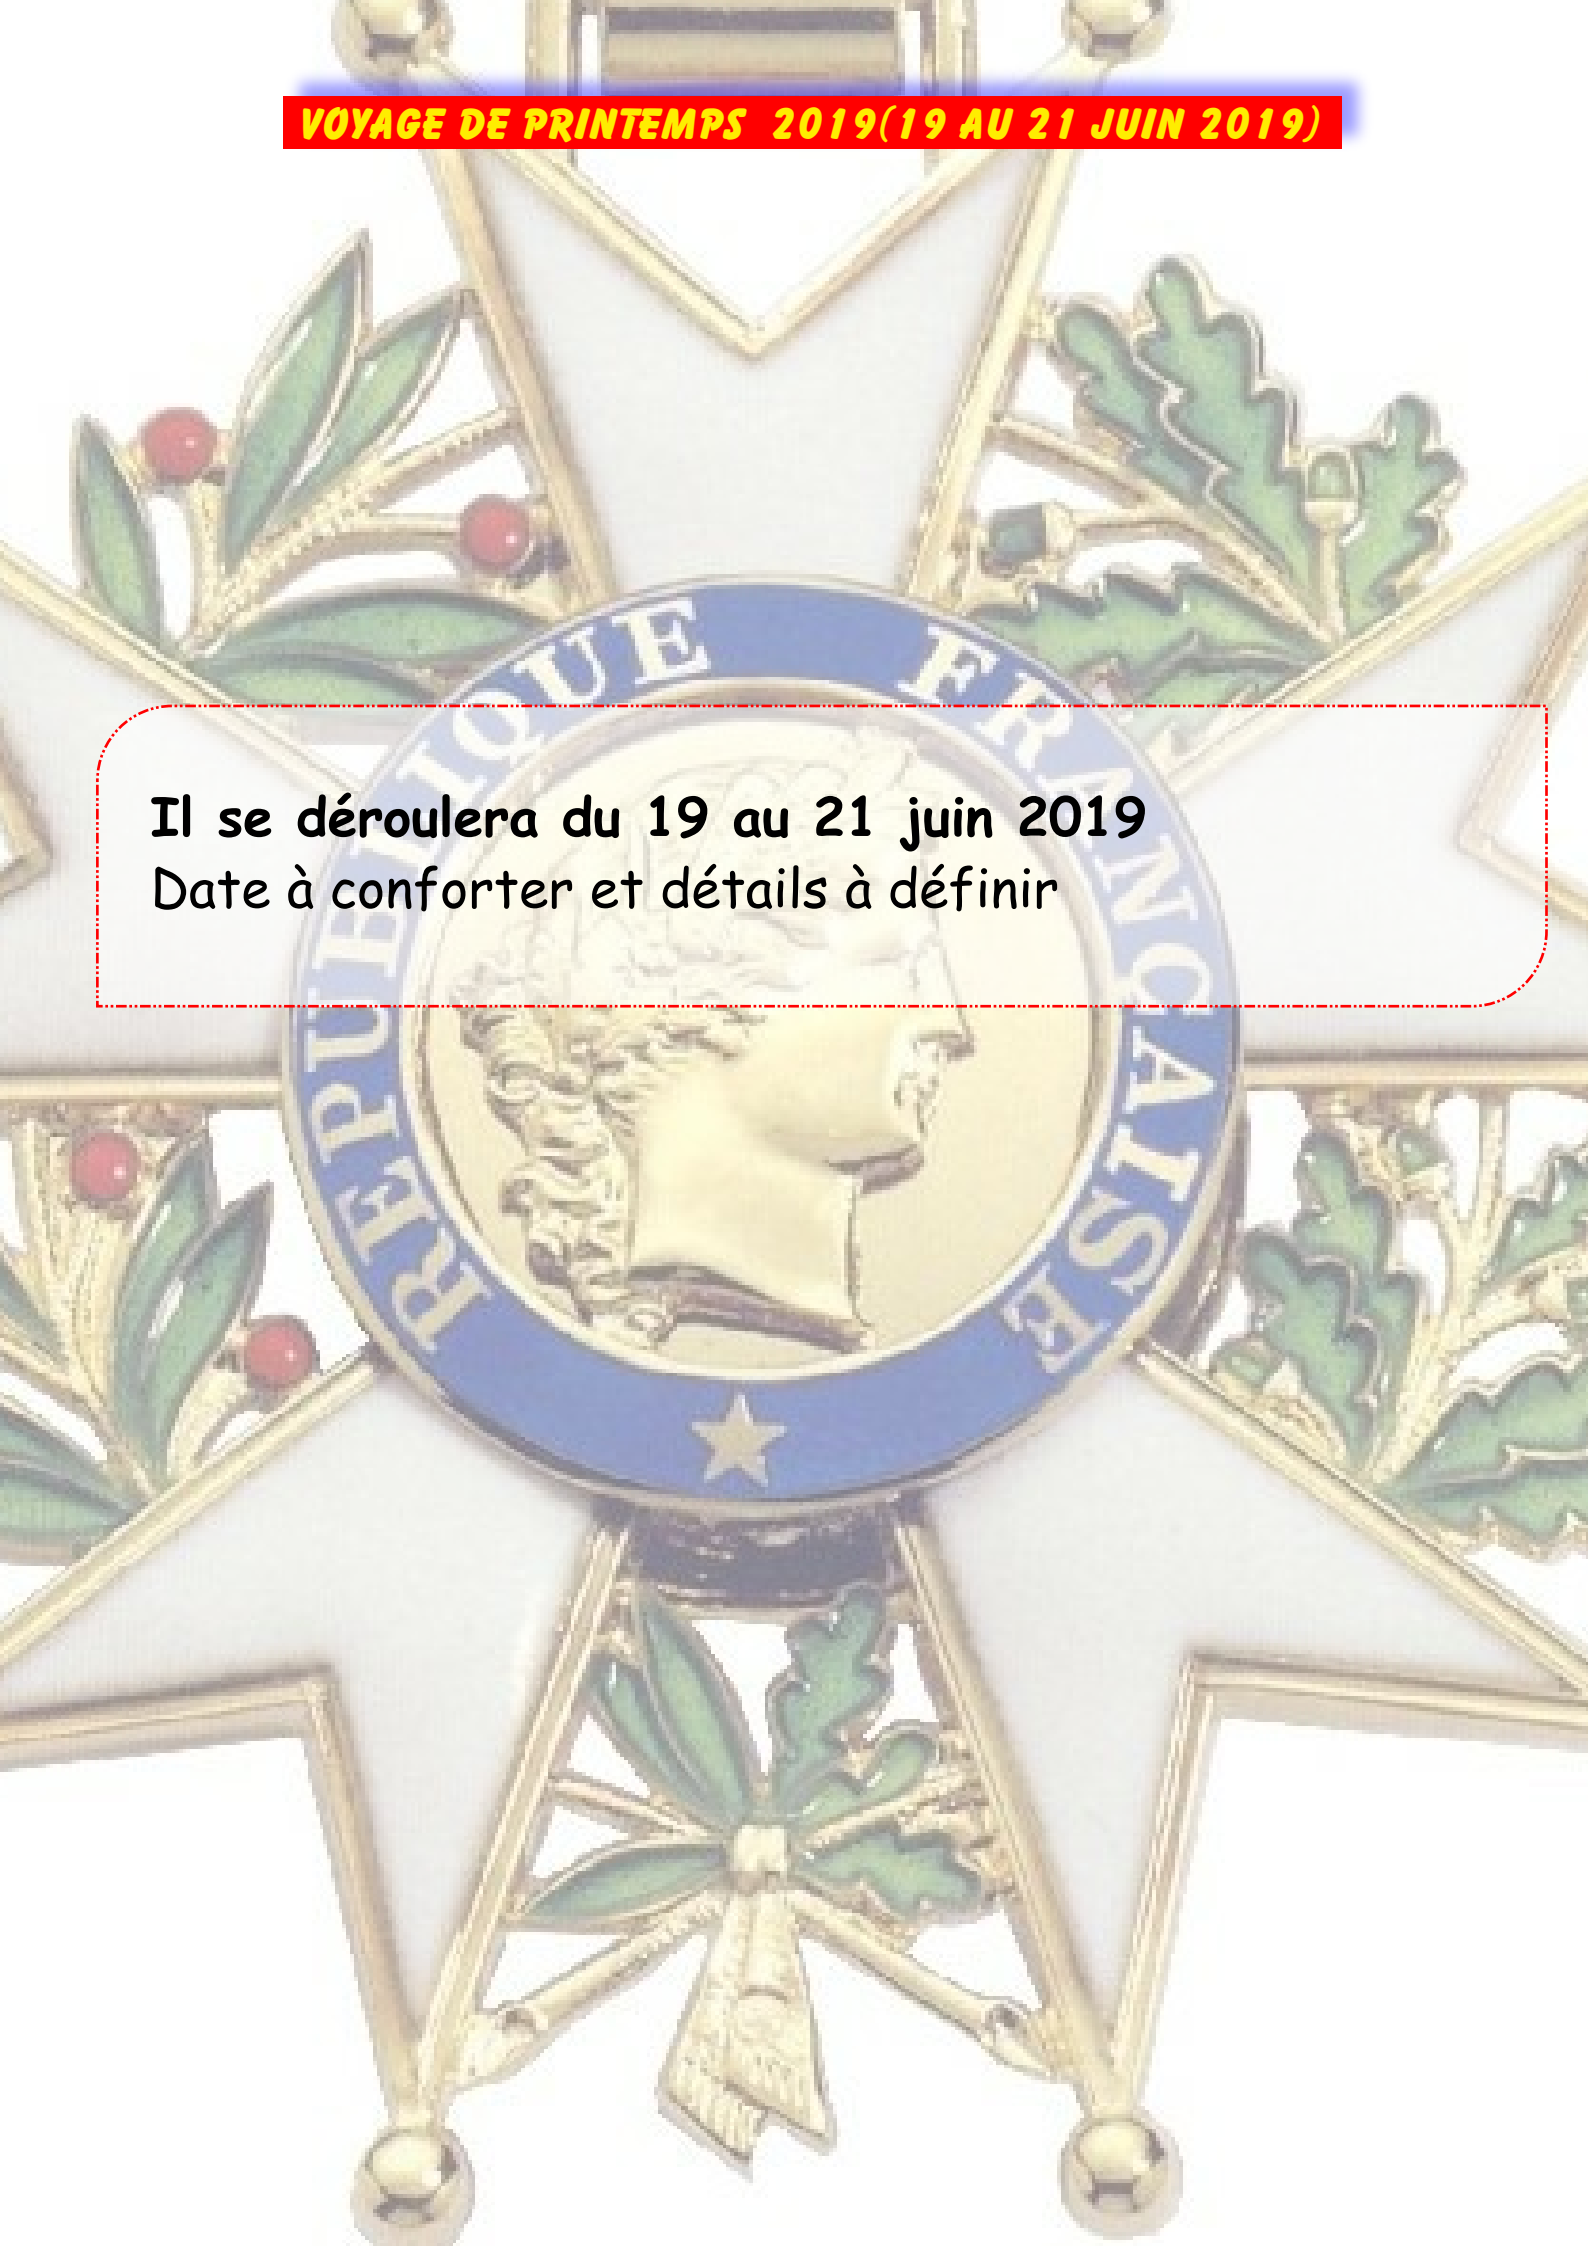 VOYAGE DE PRINTEMPS 2019(19 AU 21 JUIN 2019)
REPUBLIQUE FRANÇAISE
Il se déroulera du 19 au 21 juin 2019
Date à conforter et détails à définir